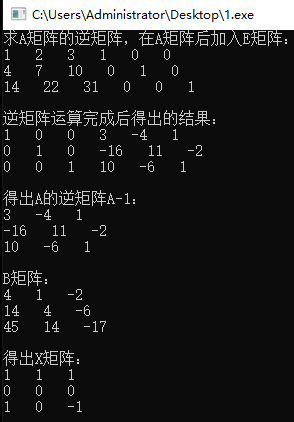 C:\Users\Administrator\Desktop\1.exe
求A矩阵的逆矩阵, 在A矩阵后加入E矩阵:
1 2 3 1 0 0
4 7 10 0 1 0
14 22 31 0 0 1
逆矩阵运算完成后得出的结果:
1 0 0 3 -4 1
0 1 0 -16 11 -2
0 0 1 10 -6 1
得出A的逆矩阵A-1:
3 -4 1
-16 11 -2
10 -6 1
B矩阵:
4 1 -2
14 4 -6
45 14 -17
得出X矩阵:
1 1 1
0 0 0
1 0 -1